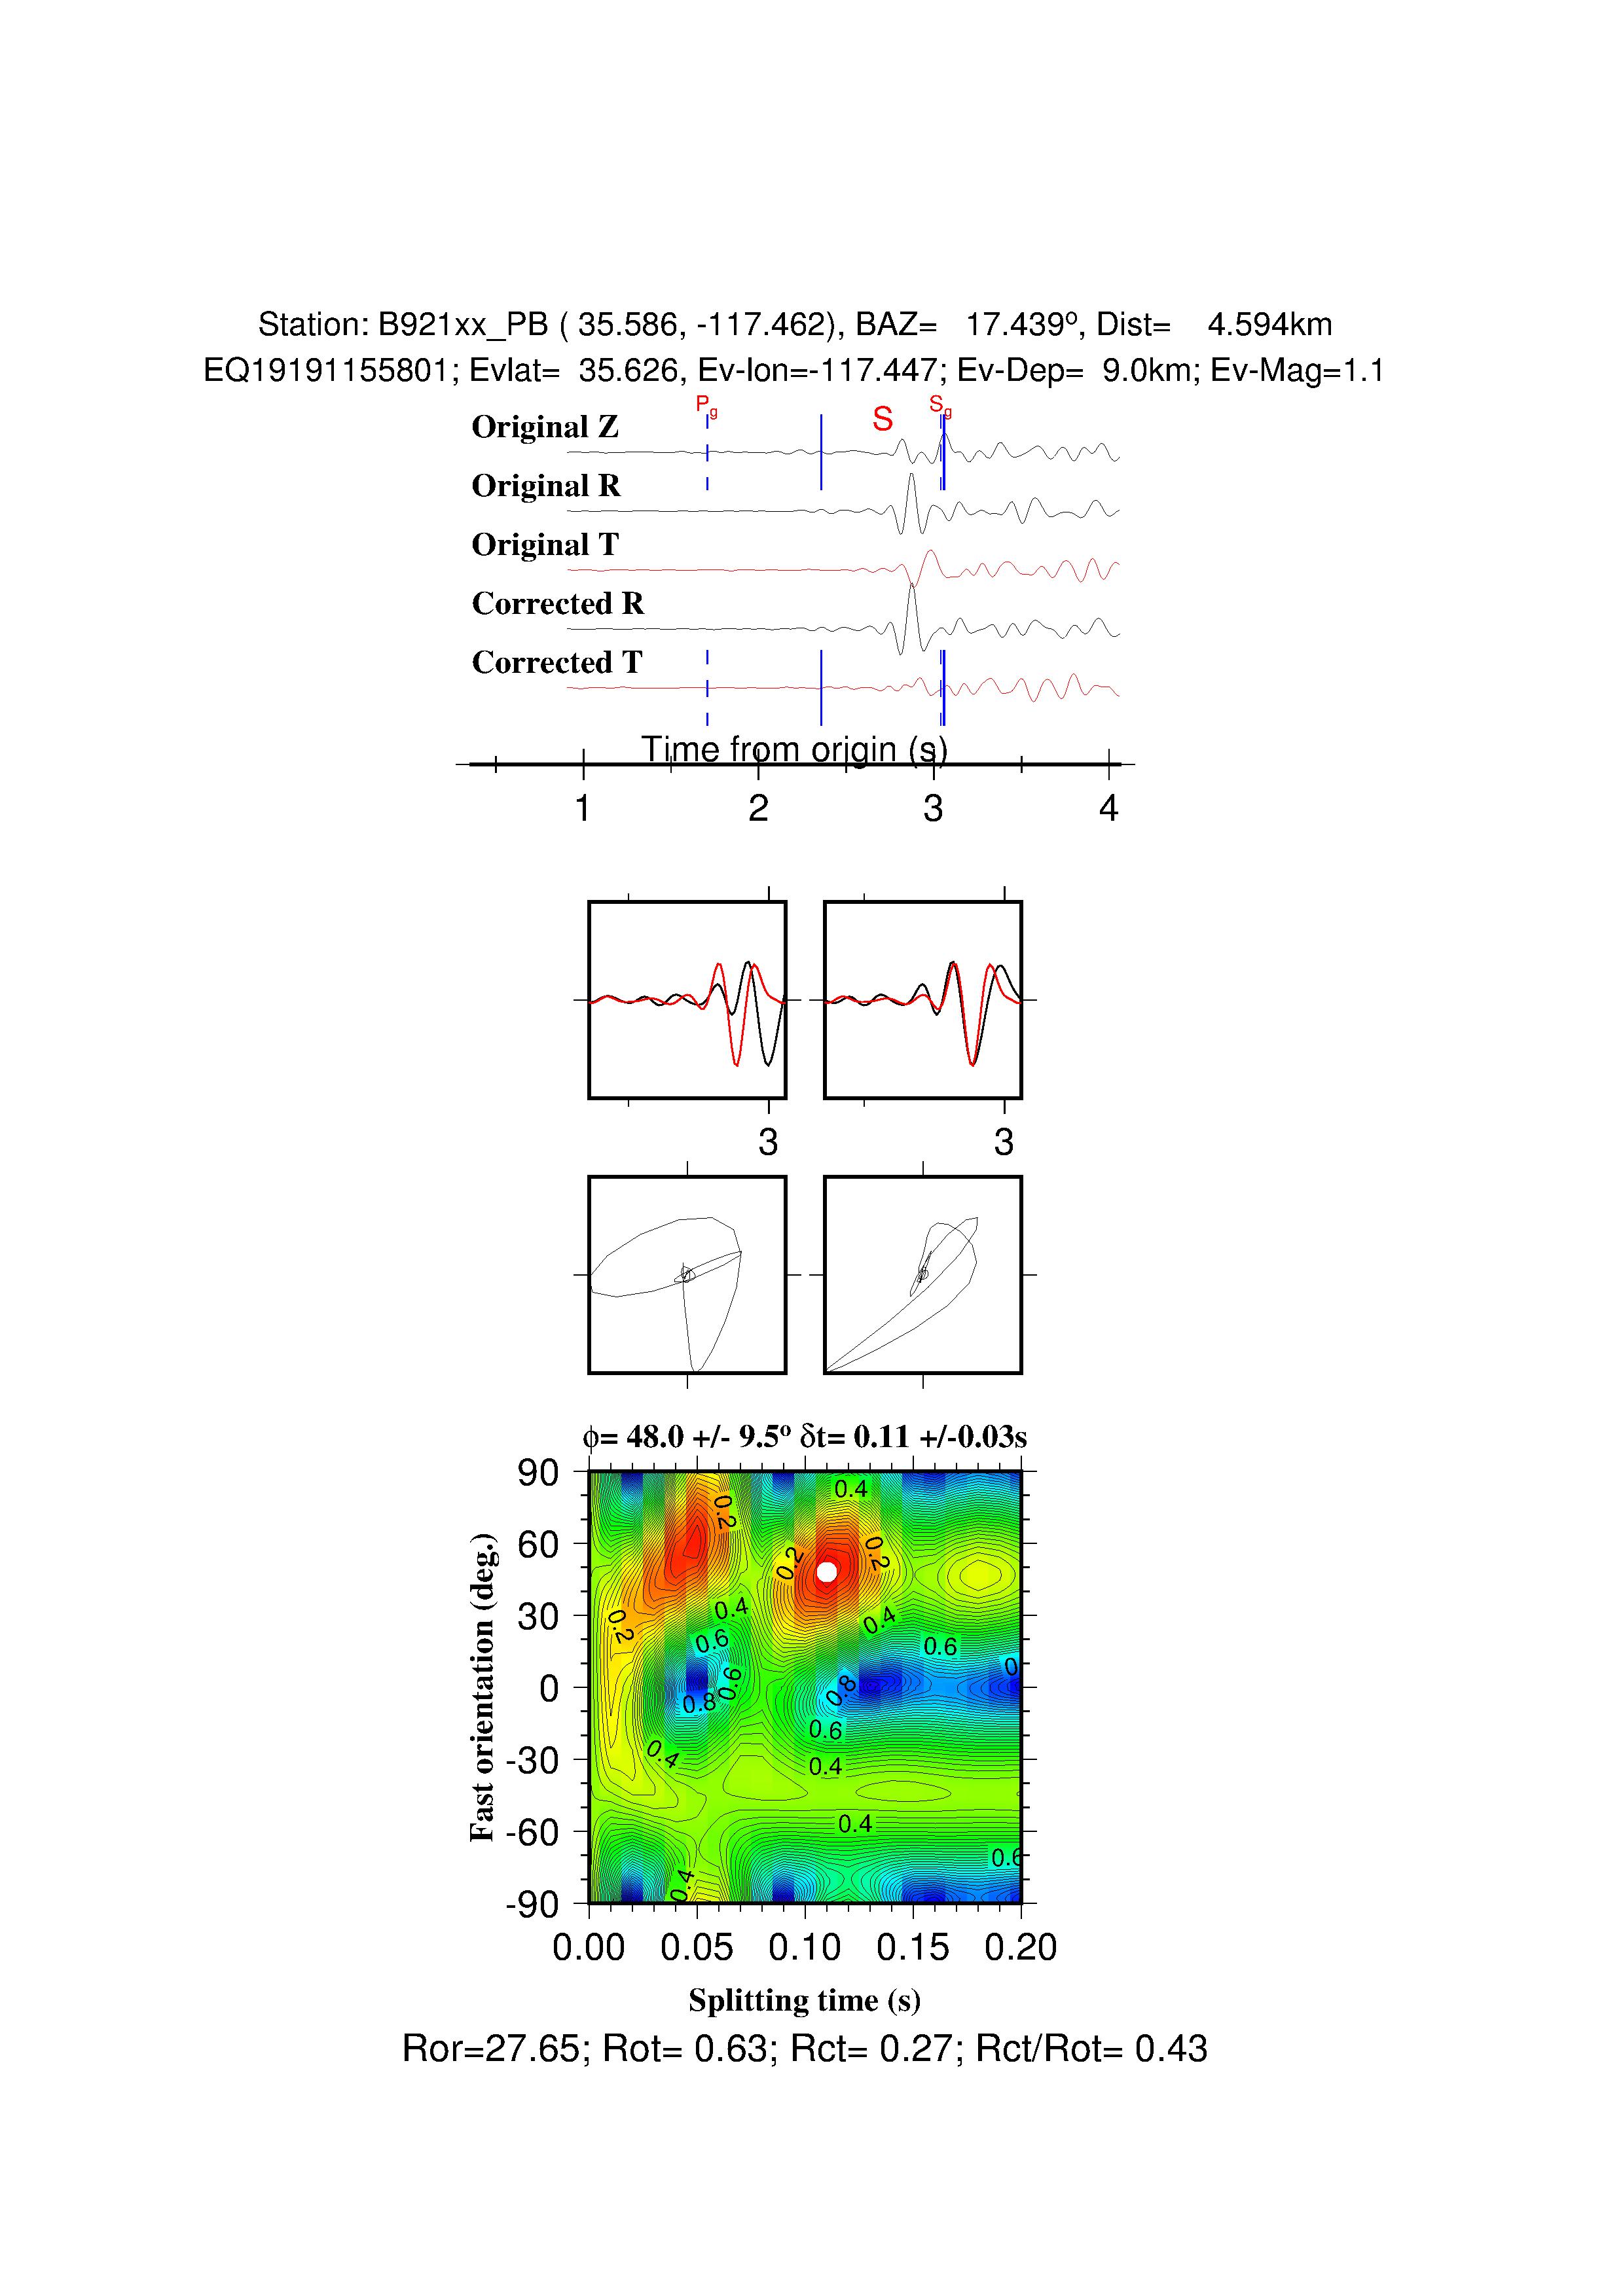 Station: B921xx_PB ( 35.586, -117.462), BAZ= 17.439º, Dist= 4.594km
EQ19191155801; Evlat= 35.626, Ev-lon=-117.447; Ev-Dep= 9.0km; Ev-Mag=1.1
Pg S Sg
Original Z
Original R
Original T
Corrected R
Corrected T
Time from origin (s)
1 2 3 4
3 3
ϕ= 48.0 +/- 9.5º δt= 0.11 +/-0.03s
Fast orientation (deg.)
90
60
30
0
-30
-60
-90
0.4
0.2
0.2
0.2
0.4
0.2
0.4
0.6
0.6
0.6
0
0.8
0.8
0.6
0.4
0.4
0.4
0.6
0.4
0.00 0.05 0.10 0.15 0.20
Splitting time (s)
Ror=27.65; Rot= 0.63; Rct= 0.27; Rct/Rot= 0.43